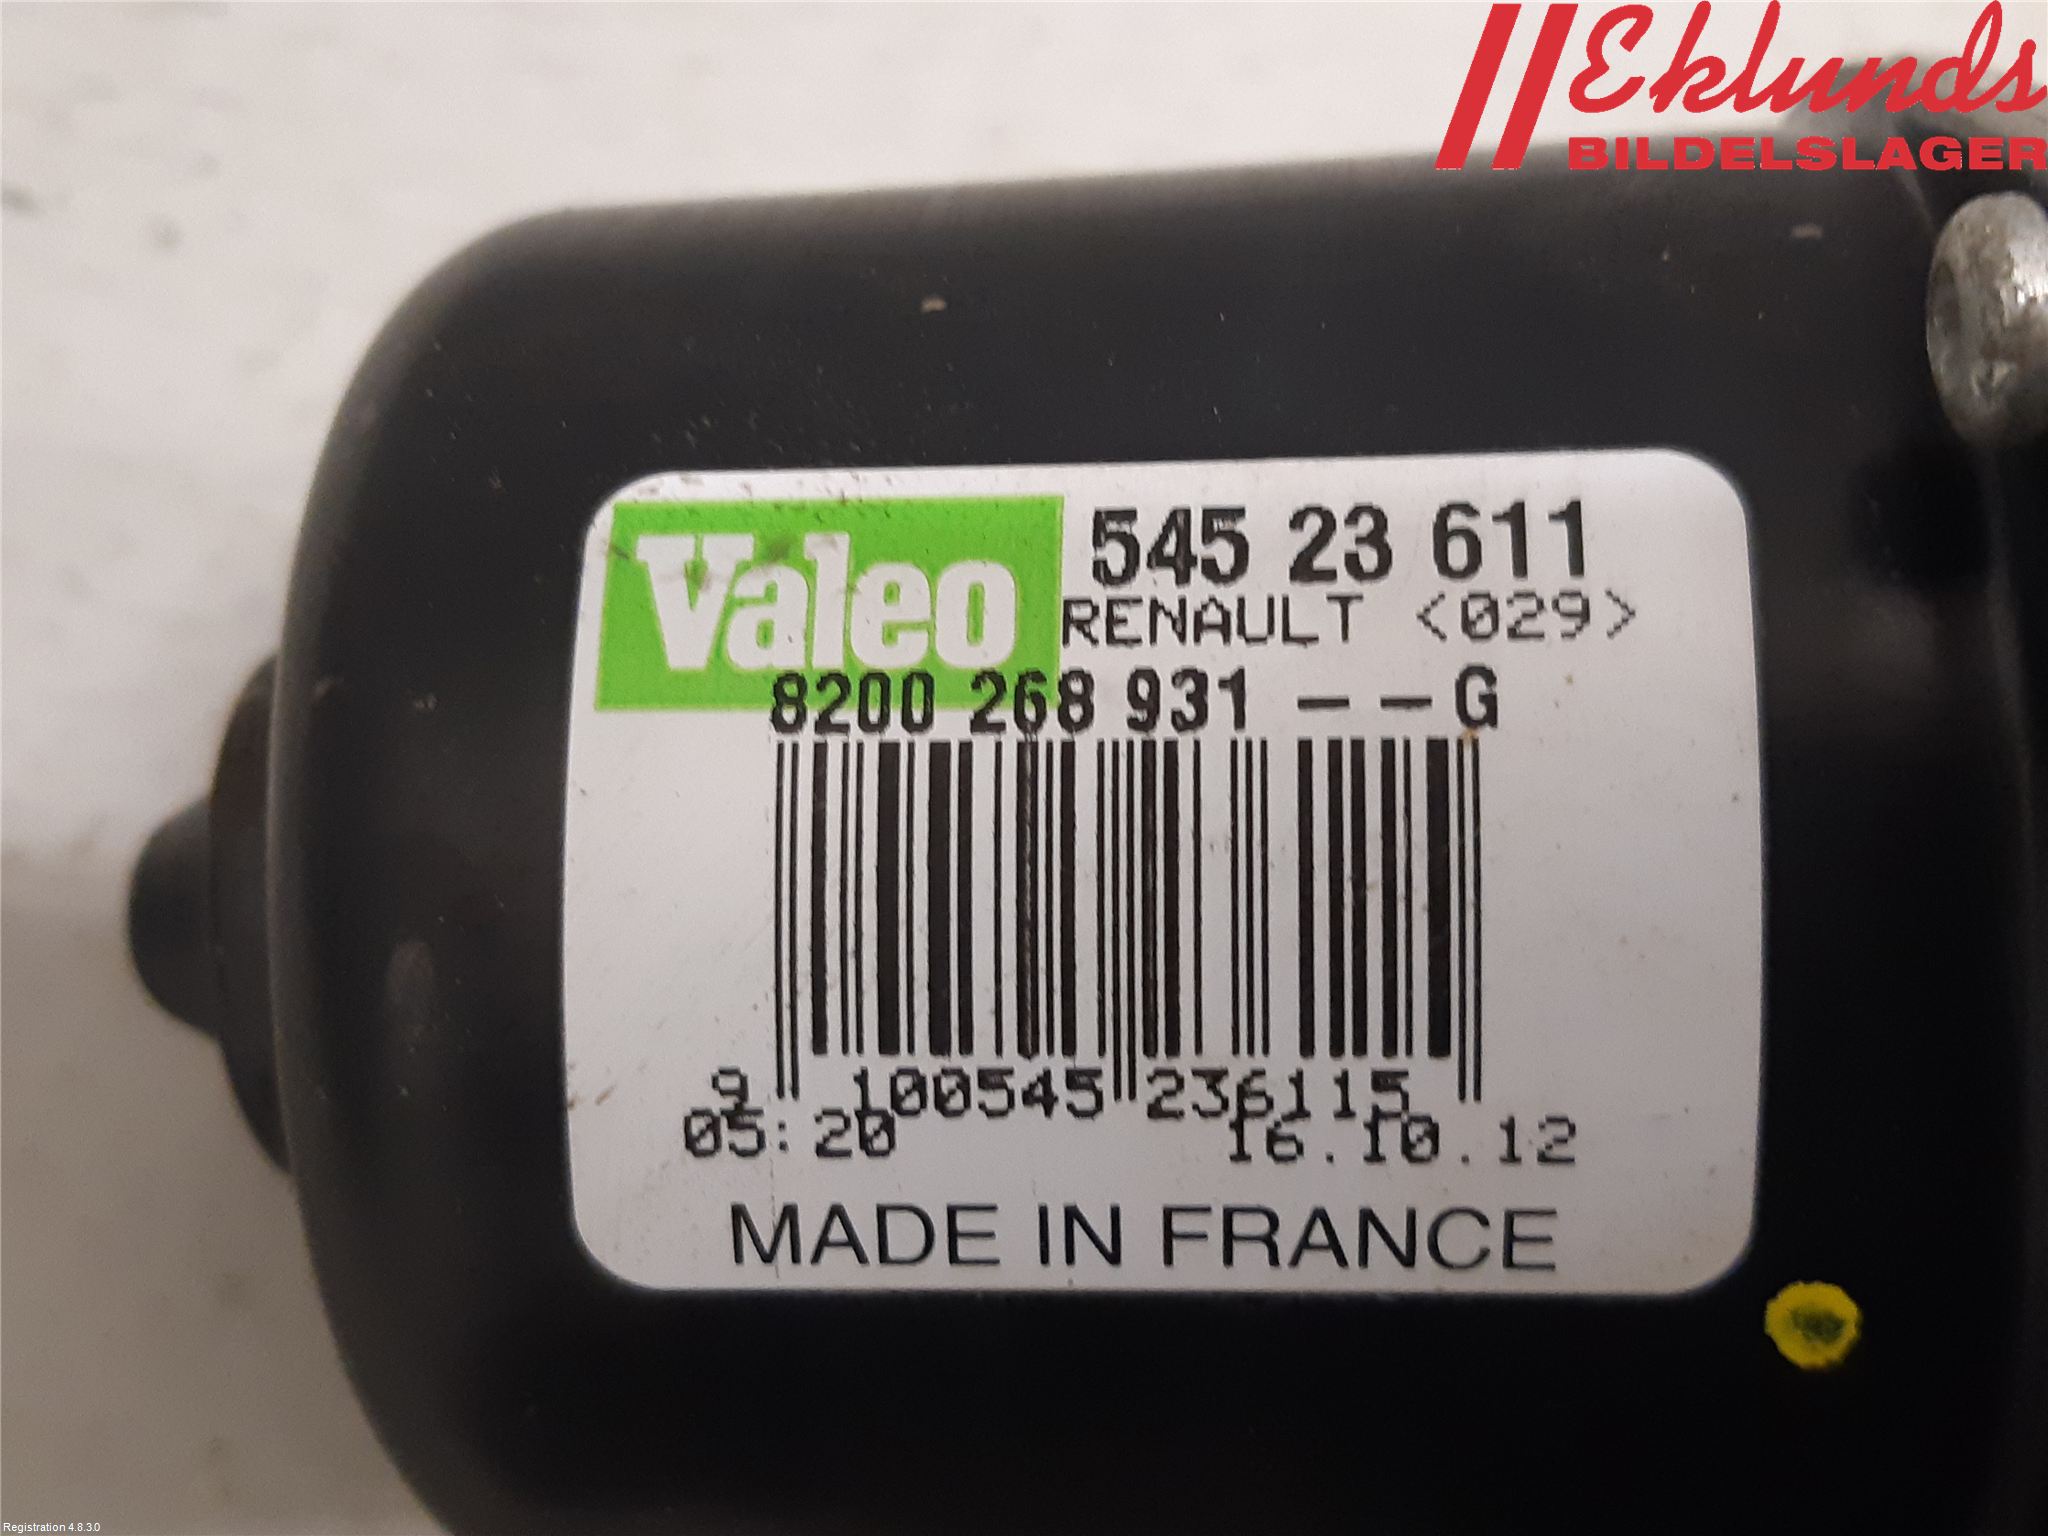 Eklunds
BILDELSLAGER
Valeo
545 23 611
RENAULT <029>
8200 268 931 --G
9 100545 236115
05:20 16.10.12
MADE IN FRANCE
Registration 4.8.3.0